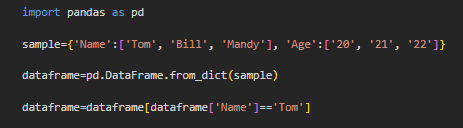 import pandas as pd
sample={'Name':['Tom', 'Bill', 'Mandy'], 'Age':['20', '21', '22']}
dataframe=pd.DataFrame.from_dict(sample)
dataframe=dataframe[dataframe['Name']=='Tom']